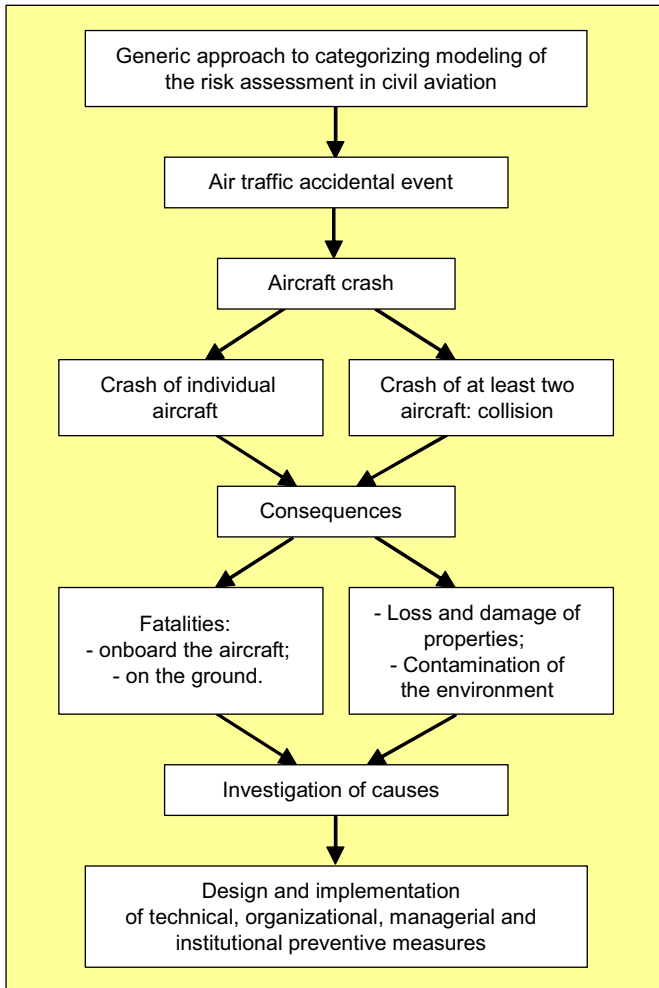 Generic approach to categorizing modeling of
the risk assessment in civil aviation
Air traffic accidental event
Aircraft crash
Crash of individual
aircraft
Crash of at least two
aircraft: collision
Consequences
Fatalities:
- onboard the aircraft;
- on the ground.
- Loss and damage of
properties;
- Contamination of
the environment
Investigation of causes
Design and implementation
of technical, organizational, managerial and
institutional preventive measures